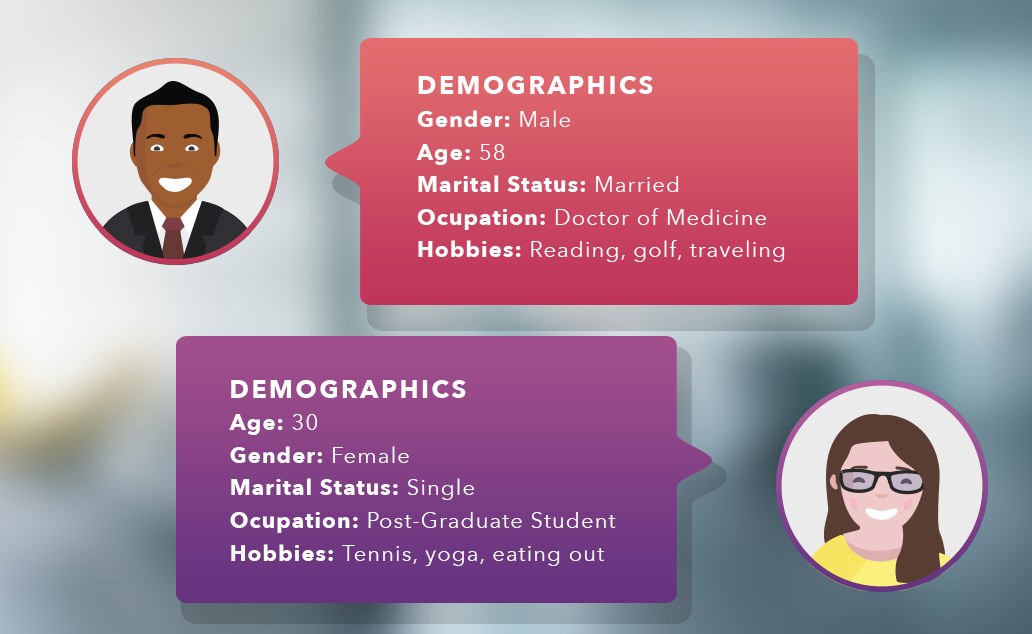 DEMOGRAPHICS
Gender: Male
Age: 58
Marital Status: Married
Ocupation: Doctor of Medicine
Hobbies: Reading, golf, traveling
DEMOGRAPHICS
Age: 30
Gender: Female
Marital Status: Single
Ocupation: Post-Graduate Student
Hobbies: Tennis, yoga, eating out